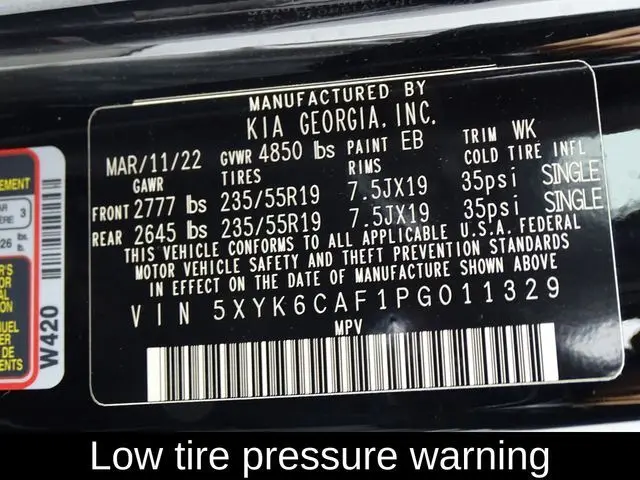 MANUFACTURED BY
KIA GEORGIA, INC.
MAR/11/22 GVWR 4850 lbs PAINT EB TRIM WK
GAWR TIRES RIMS COLD TIRE INFL
FRONT 2777 lbs 235/55R19 7.5JX19 35psi SINGLE
REAR 2645 lbs 235/55R19 7.5JX19 35psi SINGLE
THIS VEHICLE CONFORMS TO ALL APPLICABLE U.S.A. FEDERAL
MOTOR VEHICLE SAFETY AND THEFT PREVENTION STANDARDS
IN EFFECT ON THE DATE OF MANUFACTURE SHOWN ABOVE
VIN 5XYK6CAF1PG011329
MPV
W420
Low tire pressure warning